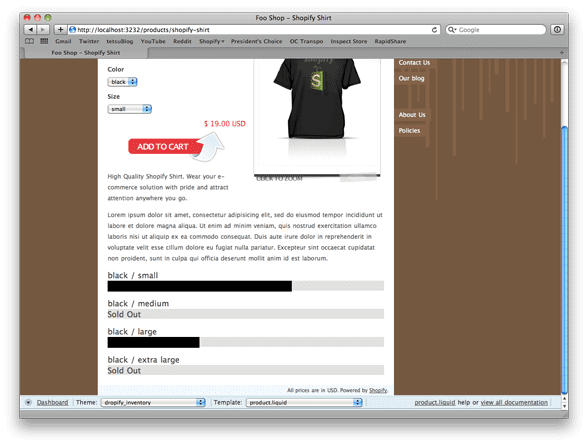 Foo Shop – Shopify Shirt
http://localhost:3232/products/shopify-shirt
Google
Gmail Twitter tetsuBlog YouTube Reddit Shopify President's Choice OC Transpo Inspect Store RapidShare
Foo Shop – Shopify Shirt
Color
black
Size
small
$ 19.00 USD
ADD TO CART
shopify
S
CLICK TO ZOOM
High Quality Shopify Shirt. Wear your e-
commerce solution with pride and attract
attention anywhere you go.
Lorem ipsum dolor sit amet, consectetur adipisicing elit, sed do eiusmod tempor incididunt ut
labore et dolore magna aliqua. Ut enim ad minim veniam, quis nostrud exercitation ullamco
laboris nisi ut aliquip ex ea commodo consequat. Duis aute irure dolor in reprehenderit in
voluptate velit esse cillum dolore eu fugiat nulla pariatur. Excepteur sint occaecat cupidatat
non proident, sunt in culpa qui officia deserunt mollit anim id est laborum.
black / small
black / medium
Sold Out
black / large
black / extra large
Sold Out
All prices are in USD. Powered by Shopify.
Contact Us
Our blog
About Us
Policies
Dashboard Theme: dropify_inventory Template: product.liquid product.liquid help or view all documentation